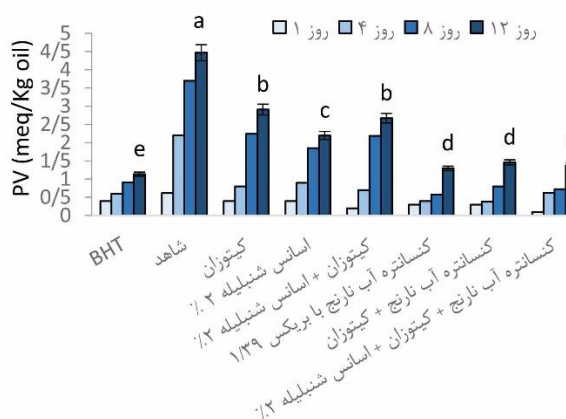 روز ۱ روز ۴ روز ۸ روز ۱۲
5
4/5
4
3/5
3
2/5
2
1/5
1
0/5
0
PV (meq/Kg oil)
e
a
b
c
b
d
d
BHT
شاهد
کیتوزان
اسانس شنبلیله ۲ ٪
کیتوزان + اسانس شنبلیله ۲٪
کنسانتره آب نارنج با بریکس ۱/۳۹
کنسانتره آب نارنج + کیتوزان
کنسانتره آب نارنج + کیتوزان + اسانس شنبلیله ۲٪